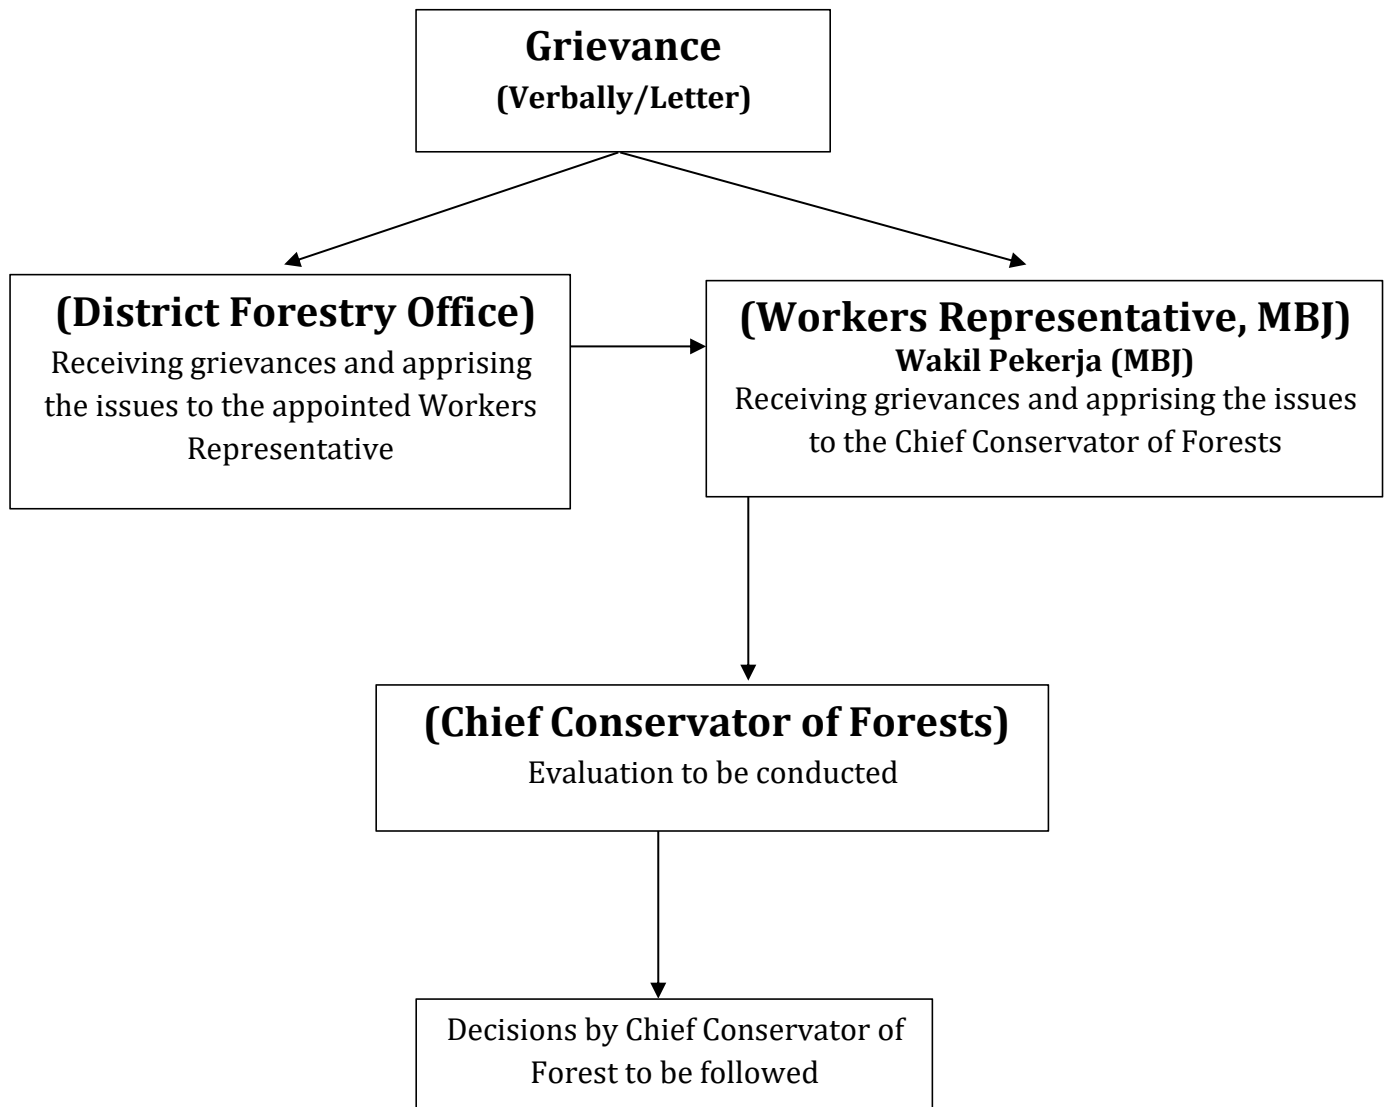 Grievance
(Verbally/Letter)
(District Forestry Office)
Receiving grievances and apprising
the issues to the appointed Workers
Representative
(Workers Representative, MBJ)
Wakil Pekerja (MBJ)
Receiving grievances and apprising the issues
to the Chief Conservator of Forests
(Chief Conservator of Forests)
Evaluation to be conducted
Decisions by Chief Conservator of
Forest to be followed